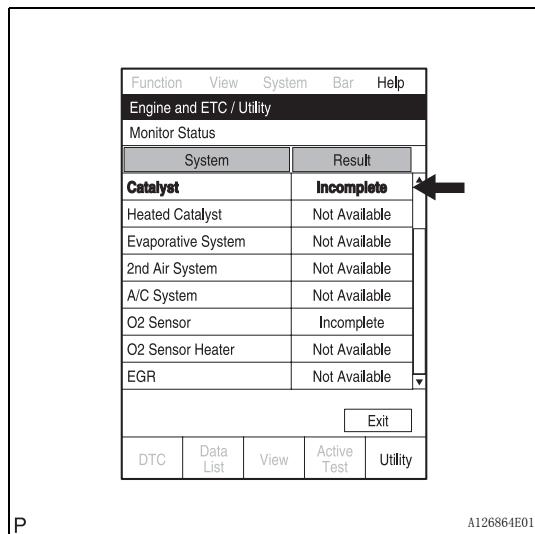 Function View System Bar Help
Engine and ETC / Utility
Monitor Status
System Result
Catalyst Incomplete
Heated Catalyst Not Available
Evaporative System Not Available
2nd Air System Not Available
A/C System Not Available
O2 Sensor Incomplete
O2 Sensor Heater Not Available
EGR Not Available
Exit
DTC Data List View Active Test Utility
P A126864E01